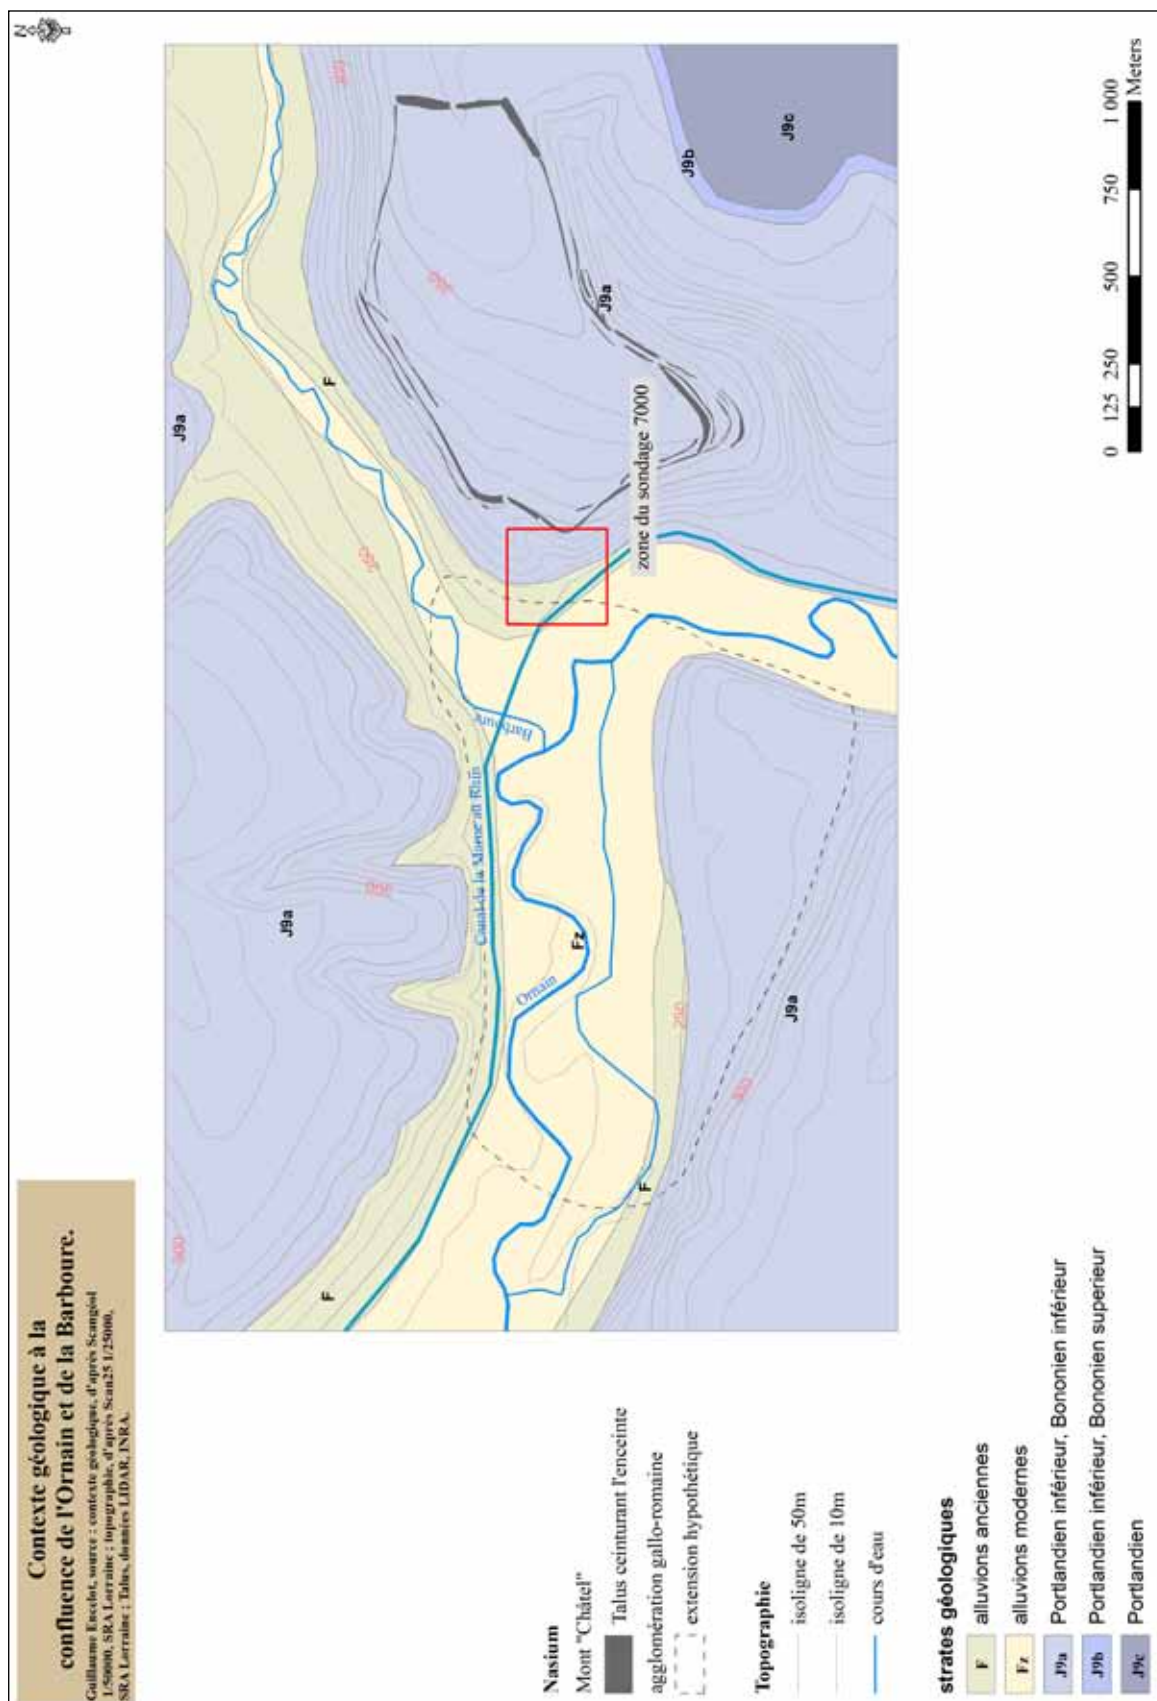 Contexte géologique à la
confluence de l'Ornain et de la Barboure.
Guillaume Encelot, source : contexte géologique, d'après Scangéol
1/50000, SRA Lorraine ; topographie, d'après Scan25 1/25000,
SRA Lorraine ; Talus, données LIDAR, INRA.
N
300
F
J9a
350
Canal de la Marne au Rhin
Barboure
Ornain
Fz
F
250
300
J9a
J9a
F
J9a
J9b
J9c
zone du sondage 7000
Nasium
Mont "Châtel"
Talus ceinturant l'enceinte
agglomération gallo-romaine
extension hypothétique
Topographie
isoligne de 50m
isoligne de 10m
cours d'eau
strates géologiques
F alluvions anciennes
Fz alluvions modernes
J9a Portlandien inférieur, Bononien inférieur
J9b Portlandien inférieur, Bononien superieur
J9c Portlandien
0 125 250 500 750 1 000
Meters